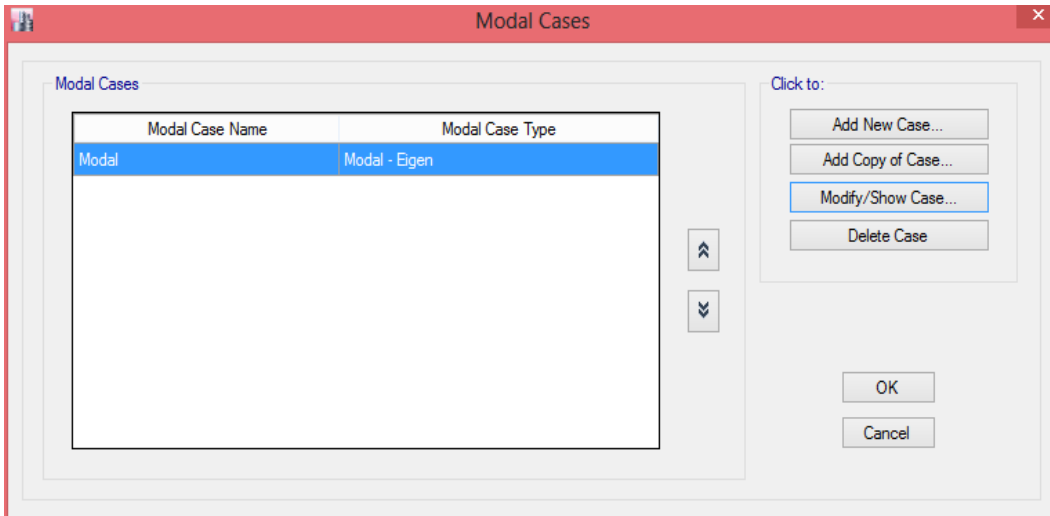 Modal Cases
Modal Cases
Click to:
Modal Case Name Modal Case Type
Modal Modal - Eigen
Add New Case...
Add Copy of Case...
Modify/Show Case...
Delete Case
OK
Cancel